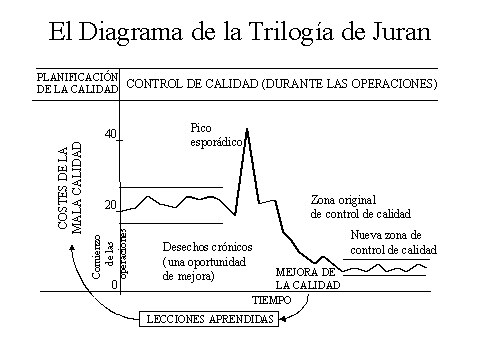 El Diagrama de la Trilogía de Juran
PLANIFICACIÓN
DE LA CALIDAD
CONTROL DE CALIDAD (DURANTE LAS OPERACIONES)
COSTES DE LA
MALA CALIDAD
40
20
0
Comienzo
de las
operaciones
Pico
esporádico
Desechos crónicos
(una oportunidad
de mejora)
Zona original
de control de calidad
Nueva zona de
control de calidad
MEJORA DE
LA CALIDAD
TIEMPO
LECCIONES APRENDIDAS